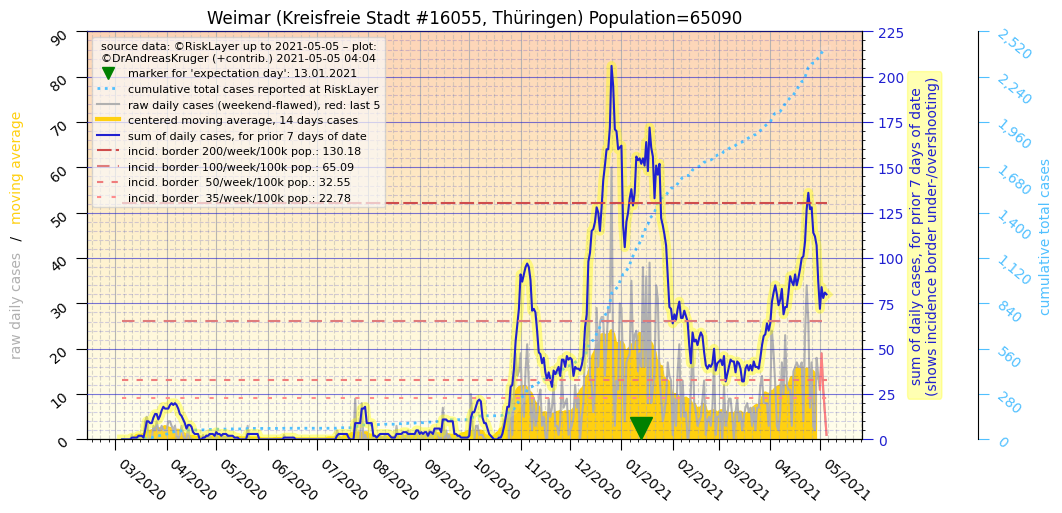 Weimar (Kreisfreie Stadt #16055, Thüringen) Population=65090
source data: ©RiskLayer up to 2021-05-05 – plot:
©DrAndreasKruger (+contrib.) 2021-05-05 04:04
marker for 'expectation day': 13.01.2021
cumulative total cases reported at RiskLayer
raw daily cases (weekend-flawed), red: last 5
centered moving average, 14 days cases
sum of daily cases, for prior 7 days of date
incid. border 200/week/100k pop.: 130.18
incid. border 100/week/100k pop.: 65.09
incid. border  50/week/100k pop.: 32.55
incid. border  35/week/100k pop.: 22.78
raw daily cases  /  moving average
90
80
70
60
50
40
30
20
10
0
03/2020
04/2020
05/2020
06/2020
07/2020
08/2020
09/2020
10/2020
11/2020
12/2020
01/2021
02/2021
03/2021
04/2021
05/2021
225
200
175
150
125
100
75
50
25
0
sum of daily cases, for prior 7 days of date
(shows incidence border under-/overshooting)
2,520
2,240
1,960
1,680
1,400
1,120
840
560
280
0
cumulative total cases